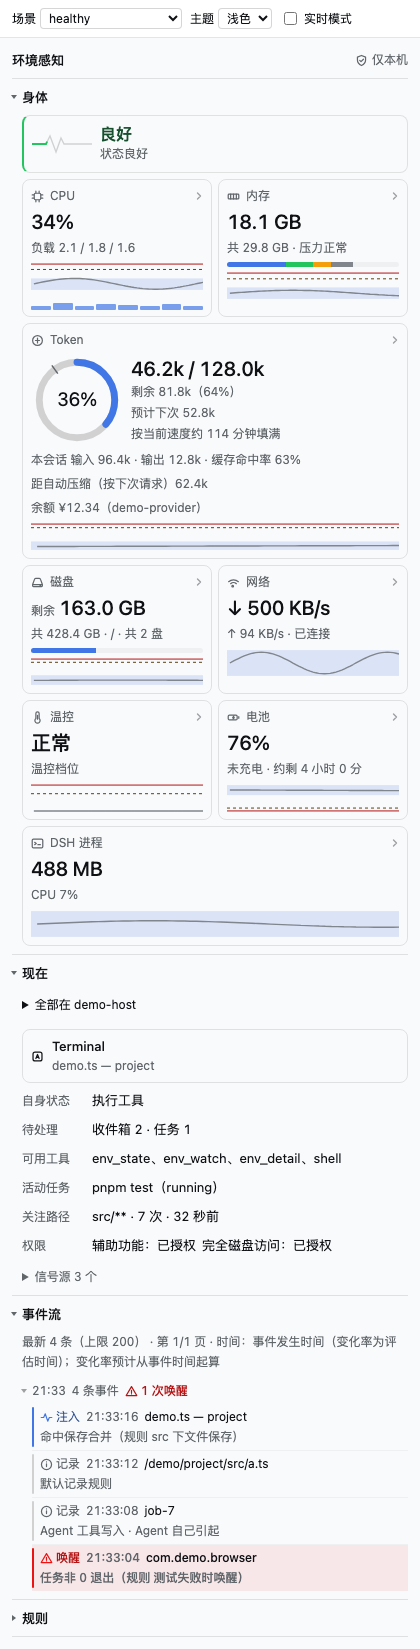 场景 healthy 主题 浅色 实时模式
环境感知 仅本机
身体
良好
状态良好
CPU
34%
负载 2.1 / 1.8 / 1.6
内存
18.1 GB
共 29.8 GB · 压力正常
Token
36%
46.2k / 128.0k
剩余 81.8k（64%）
预计下次 52.8k
按当前速度约 114 分钟填满
本会话 输入 96.4k · 输出 12.8k · 缓存命中率 63%
距自动压缩（按下次请求）62.4k
余额 ¥12.34（demo-provider）
磁盘
剩余 163.0 GB
共 428.4 GB · / · 共 2 盘
网络
↓ 500 KB/s
↑ 94 KB/s · 已连接
温控
正常
温控档位
电池
76%
未充电 · 约剩 4 小时 0 分
DSH 进程
488 MB
CPU 7%
现在
全部在 demo-host
Terminal
demo.ts — project
自身状态 执行工具
待处理 收件箱 2 · 任务 1
可用工具 env_state、env_watch、env_detail、shell
活动任务 pnpm test（running）
关注路径 src/** · 7 次 · 32 秒前
权限 辅助功能：已授权 完全磁盘访问：已授权
信号源 3 个
事件流
最新 4 条（上限 200） · 第 1/1 页 · 时间：事件发生时间（变化率为评
估时间）；变化率预计从事件时间起算
21:33 4 条事件 1 次唤醒
注入 21:33:16 demo.ts — project
命中保存合并（规则 src 下文件保存）
记录 21:33:12 /demo/project/src/a.ts
默认记录规则
记录 21:33:08 job-7
Agent 工具写入 · Agent 自己引起
唤醒 21:33:04 com.demo.browser
任务非 0 退出（规则 测试失败时唤醒）
规则